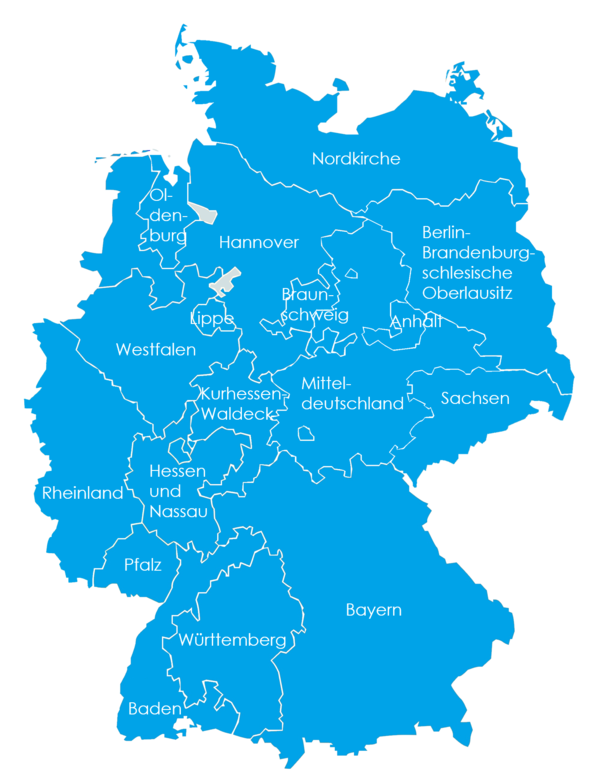 Nordkirche
Ol-
den-
burg
Hannover
Berlin-
Brandenburg-
schlesische
Oberlausitz
Braun-
schweig
Lippe
Anhalt
Westfalen
Kurhessen-
Waldeck
Mittel-
deutschland
Sachsen
Hessen
und
Nassau
Rheinland
Pfalz
Bayern
Württemberg
Baden